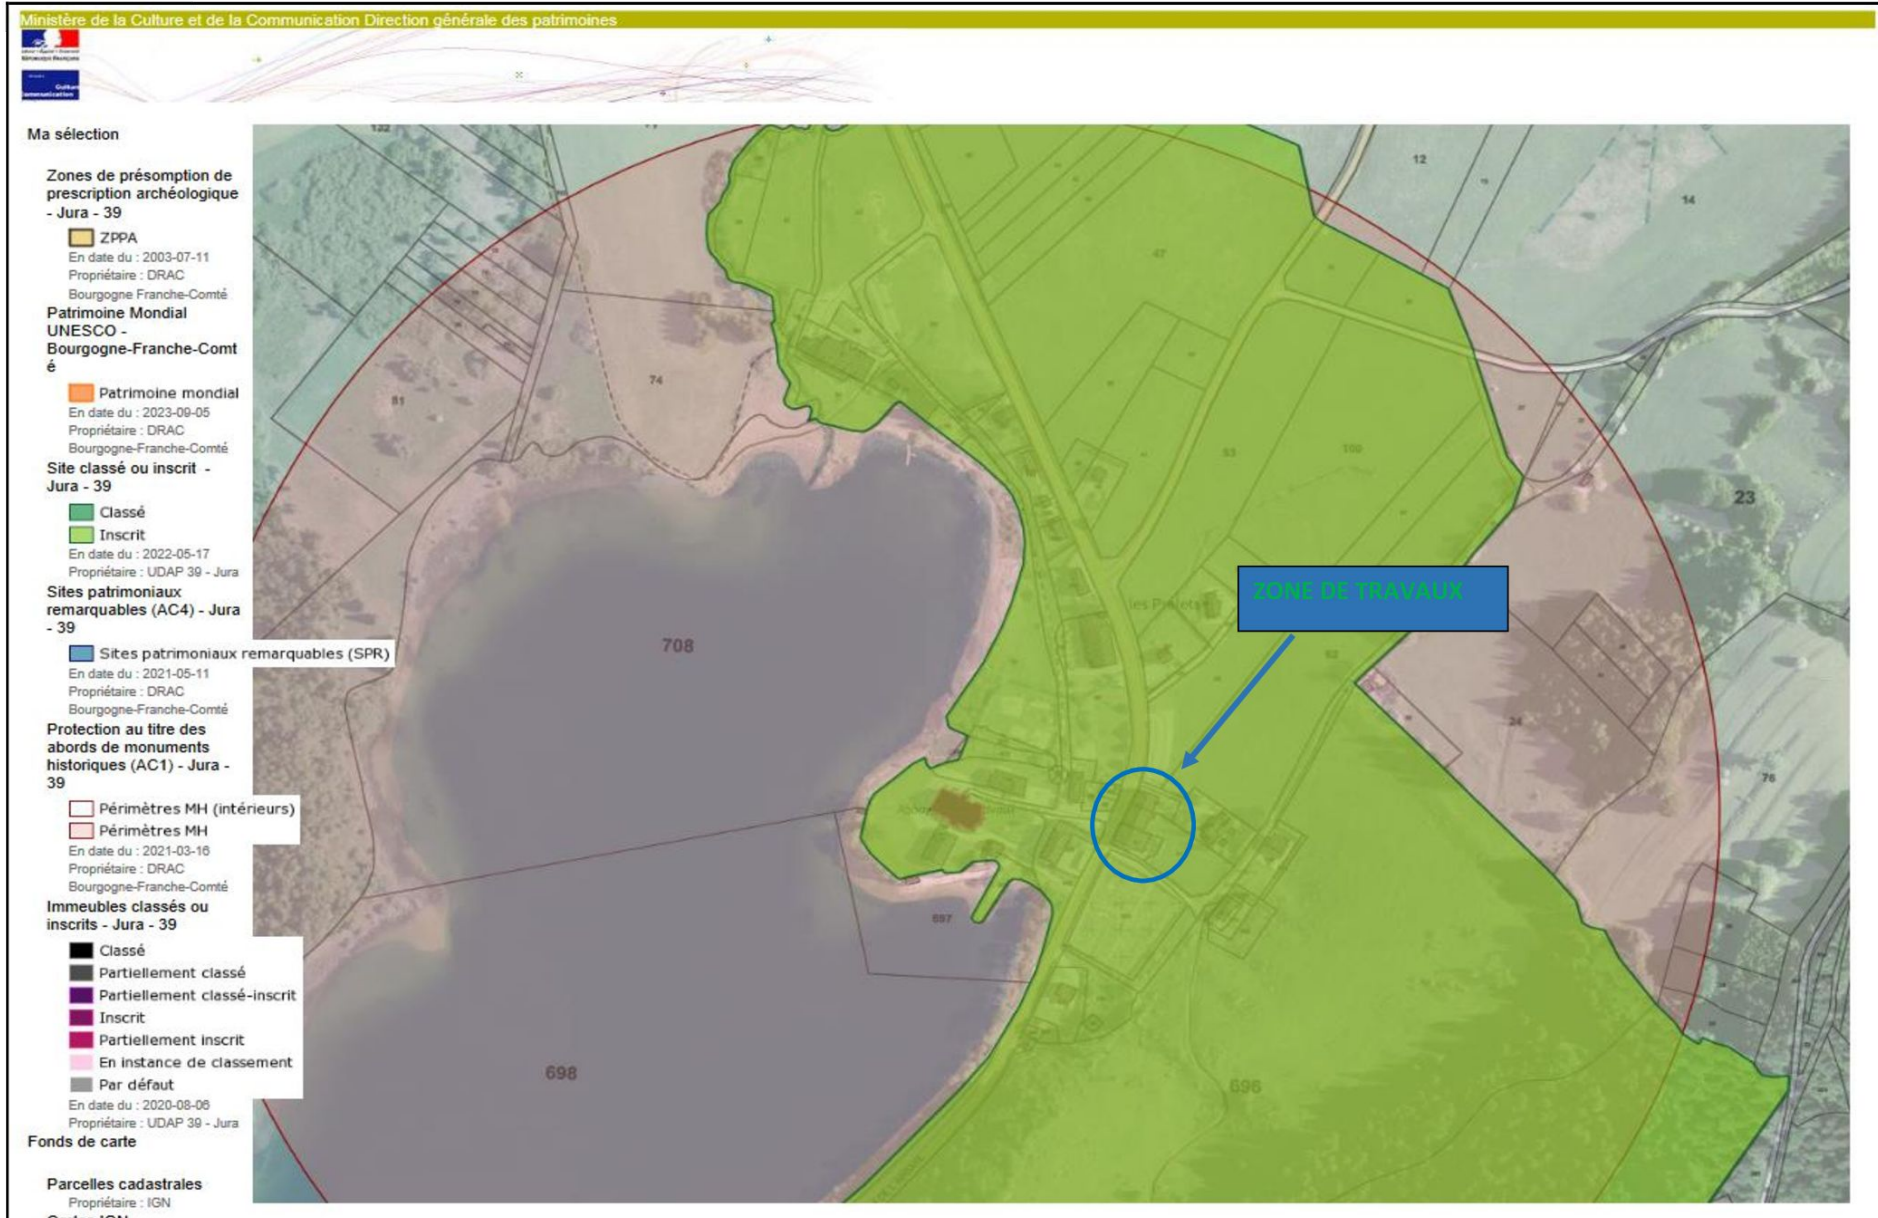 Ministère de la Culture et de la Communication Direction générale des patrimoines
Ma sélection
Zones de présomption de
prescription archéologique
- Jura - 39
ZPPA
En date du : 2003-07-11
Propriétaire : DRAC
Bourgogne Franche-Comté
Patrimoine Mondial
UNESCO -
Bourgogne-Franche-Comt
é
Patrimoine mondial
En date du : 2023-09-05
Propriétaire : DRAC
Bourgogne-Franche-Comté
Site classé ou inscrit -
Jura - 39
Classé
Inscrit
En date du : 2022-05-17
Propriétaire : UDAP 39 - Jura
Sites patrimoniaux
remarquables (AC4) - Jura
- 39
Sites patrimoniaux remarquables (SPR)
En date du : 2021-05-11
Propriétaire : DRAC
Bourgogne-Franche-Comté
Protection au titre des
abords de monuments
historiques (AC1) - Jura -
39
Périmètres MH (intérieurs)
Périmètres MH
En date du : 2021-03-16
Propriétaire : DRAC
Bourgogne-Franche-Comté
Immeubles classés ou
inscrits - Jura - 39
Classé
Partiellement classé
Partiellement classé-inscrit
Inscrit
Partiellement inscrit
En instance de classement
Par défaut
En date du : 2020-08-06
Propriétaire : UDAP 39 - Jura
Fonds de carte
Parcelles cadastrales
Propriétaire : IGN
132
12
14
47
74
81
53
100
23
ZONE DE TRAVAUX
les Prélets
708
62
24
76
697
698
696